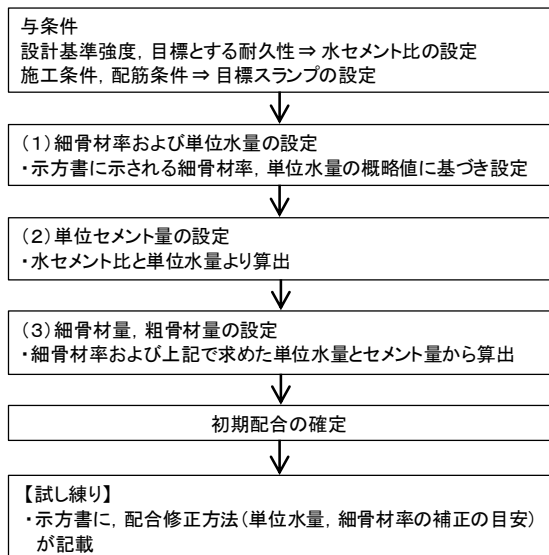 与条件
設計基準強度, 目標とする耐久性⇒ 水セメント比の設定
施工条件, 配筋条件⇒ 目標スランプの設定
(1)細骨材率および単位水量の設定
・示方書に示される細骨材率, 単位水量の概略値に基づき設定
(2)単位セメント量の設定
・水セメント比と単位水量より算出
(3)細骨材量, 粗骨材量の設定
・細骨材率および上記で求めた単位水量とセメント量から算出
初期配合の確定
【試し練り】
・示方書に, 配合修正方法(単位水量, 細骨材率の補正の目安)
が記載